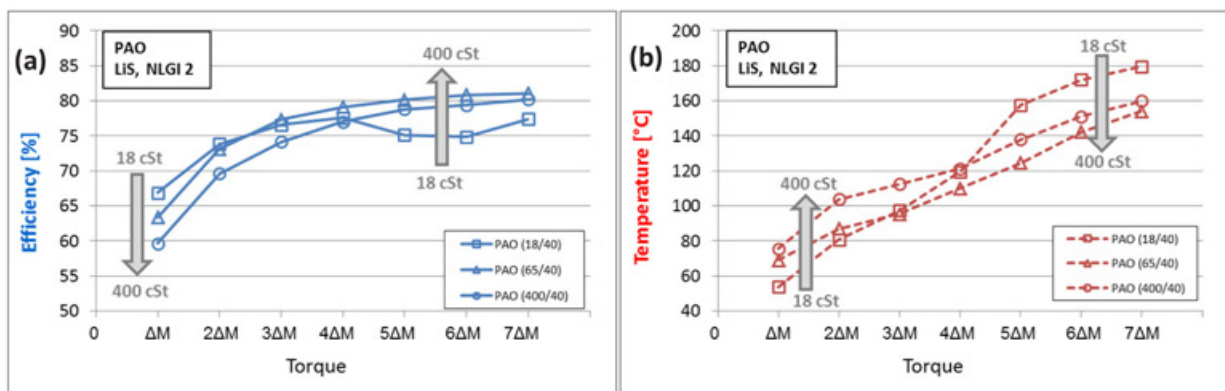 (a)
PAO
LiS, NLGI 2
Efficiency [%]
90
85
80
75
70
65
60
55
50
18 cSt
400 cSt
400 cSt
18 cSt
PAO (18/40)
PAO (65/40)
PAO (400/40)
0 ΔM 2ΔM 3ΔM 4ΔM 5ΔM 6ΔM 7ΔM
Torque
(b)
PAO
LiS, NLGI 2
Temperature [°C]
200
180
160
140
120
100
80
60
40
400 cSt
18 cSt
18 cSt
400 cSt
PAO (18/40)
PAO (65/40)
PAO (400/40)
0 ΔM 2ΔM 3ΔM 4ΔM 5ΔM 6ΔM 7ΔM
Torque